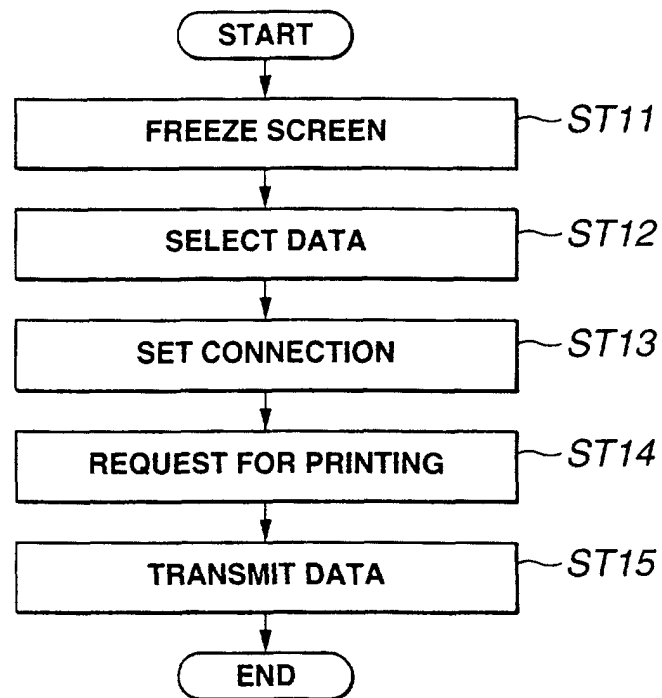 START
FREEZE SCREEN
ST11
SELECT DATA
ST12
SET CONNECTION
ST13
REQUEST FOR PRINTING
ST14
TRANSMIT DATA
ST15
END